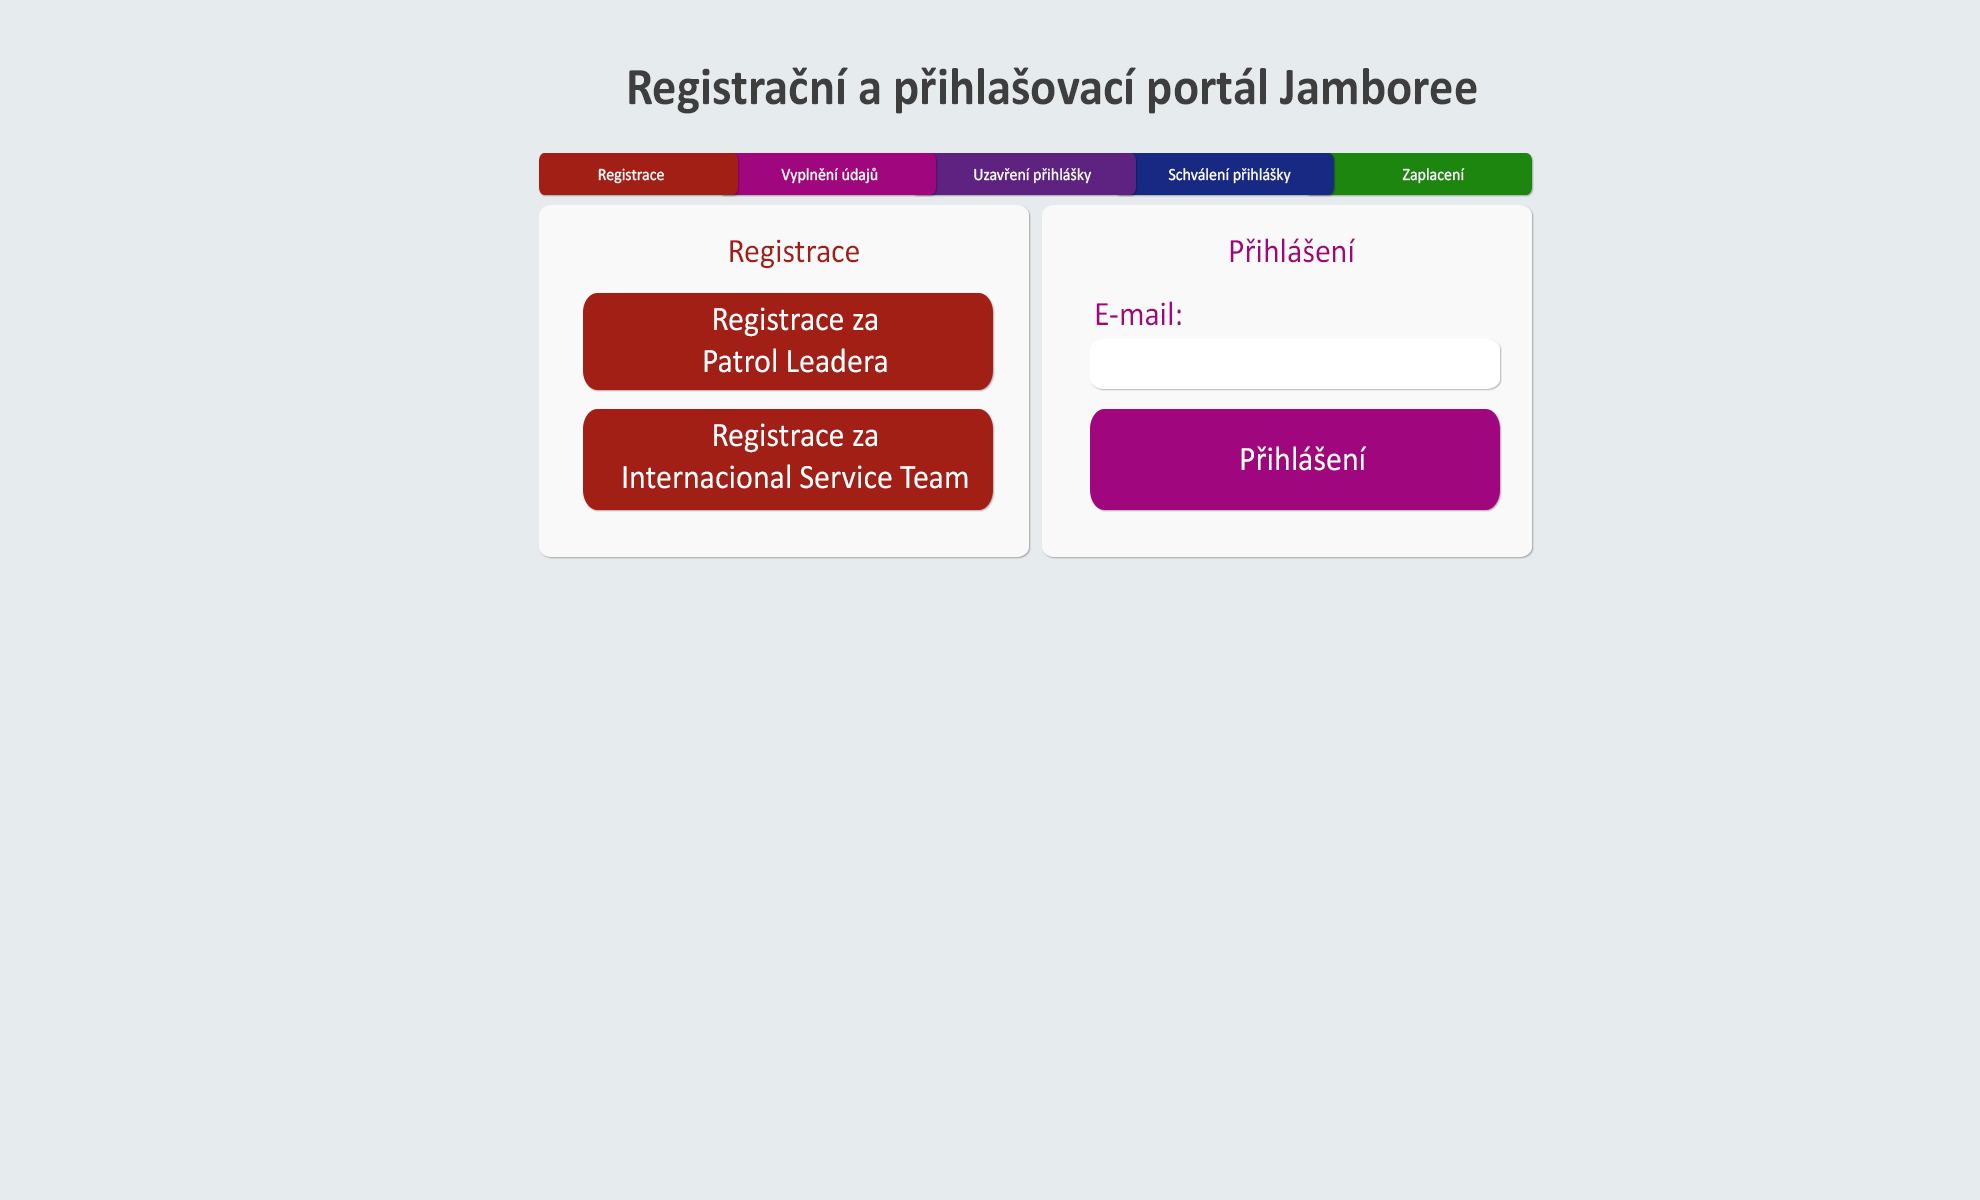 Registrační a přihlašovací portál Jamboree
Registrace
Vyplnění údajů
Uzavření přihlášky
Schválení přihlášky
Zaplacení
Registrace
Registrace za
Patrol Leadera
Registrace za
Internacional Service Team
Přihlášení
E-mail:
Přihlášení